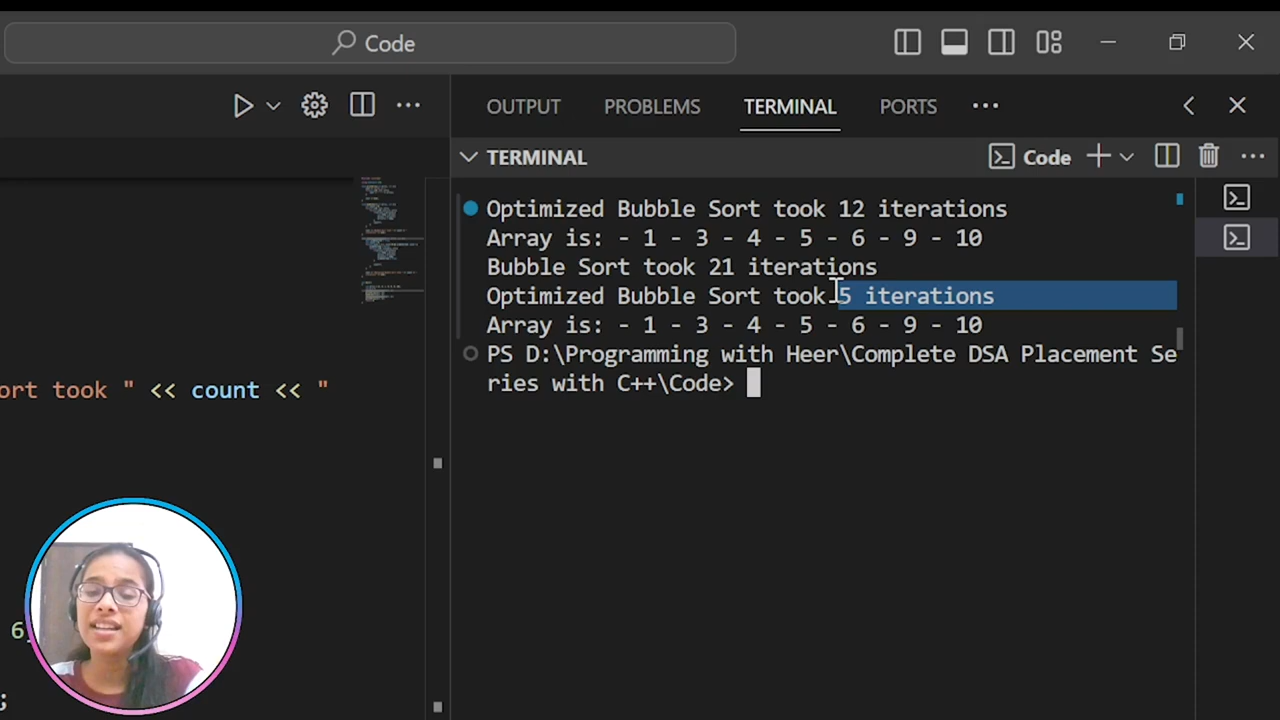 Code
OUTPUT PROBLEMS TERMINAL PORTS
TERMINAL
Code
Optimized Bubble Sort took 12 iterations
Array is: - 1 - 3 - 4 - 5 - 6 - 9 - 10
Bubble Sort took 21 iterations
Optimized Bubble Sort took 5 iterations
Array is: - 1 - 3 - 4 - 5 - 6 - 9 - 10
PS D:\Programming with Heer\Complete DSA Placement Se
ries with C++\Code>
ort took " << count << "
6
;